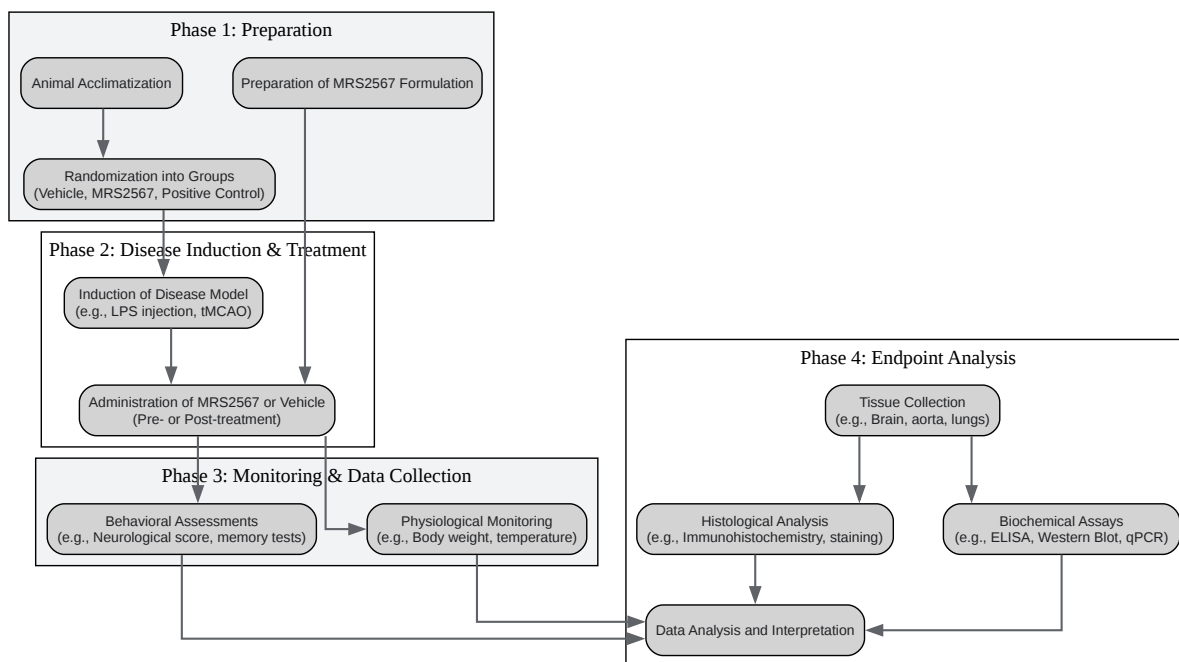 Phase 1: Preparation
Animal Acclimatization
Preparation of MRS2567 Formulation
Randomization into Groups
(Vehicle, MRS2567, Positive Control)
Phase 2: Disease Induction & Treatment
Induction of Disease Model
(e.g., LPS injection, tMCAO)
Administration of MRS2567 or Vehicle
(Pre- or Post-treatment)
Phase 3: Monitoring & Data Collection
Behavioral Assessments
(e.g., Neurological score, memory tests)
Physiological Monitoring
(e.g., Body weight, temperature)
Phase 4: Endpoint Analysis
Tissue Collection
(e.g., Brain, aorta, lungs)
Histological Analysis
(e.g., Immunohistochemistry, staining)
Biochemical Assays
(e.g., ELISA, Western Blot, qPCR)
Data Analysis and Interpretation